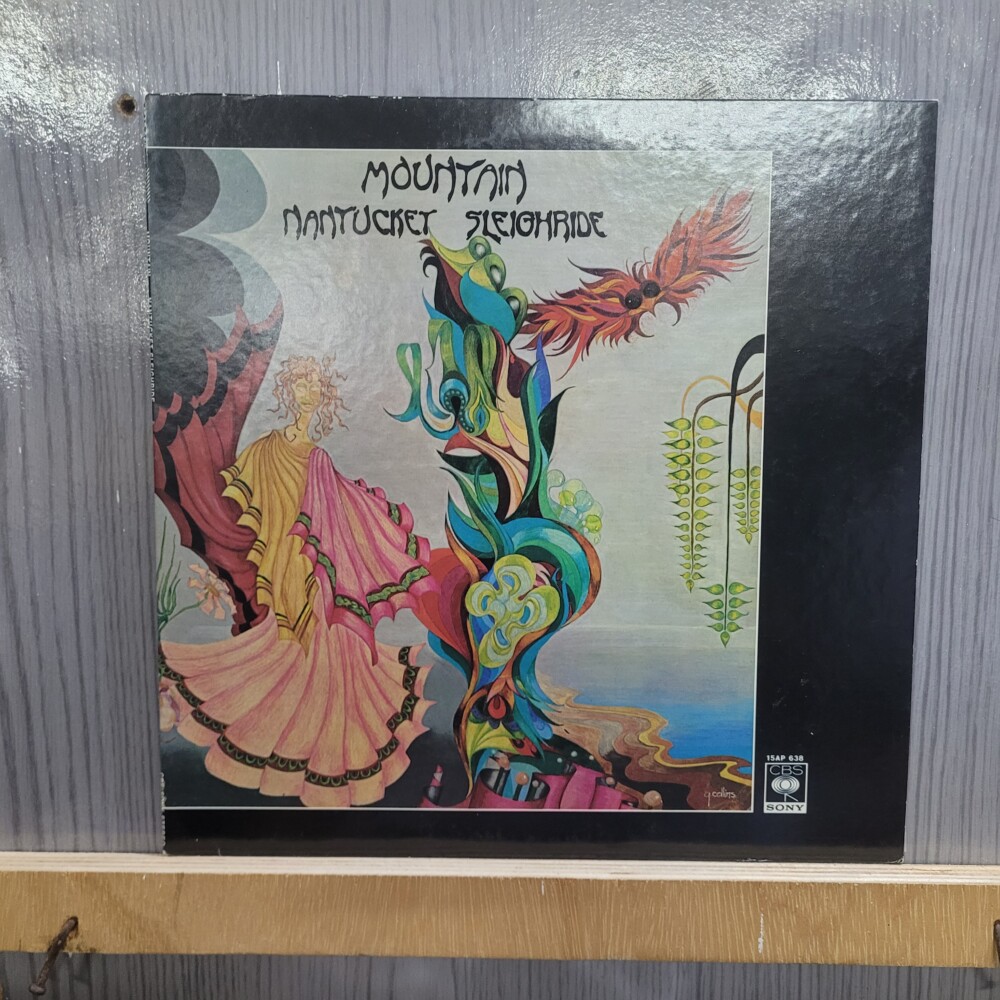 MOUNTAIN
NANTUCKET SLEIGHRIDE
g.collins
15AP 638
CBS
SONY